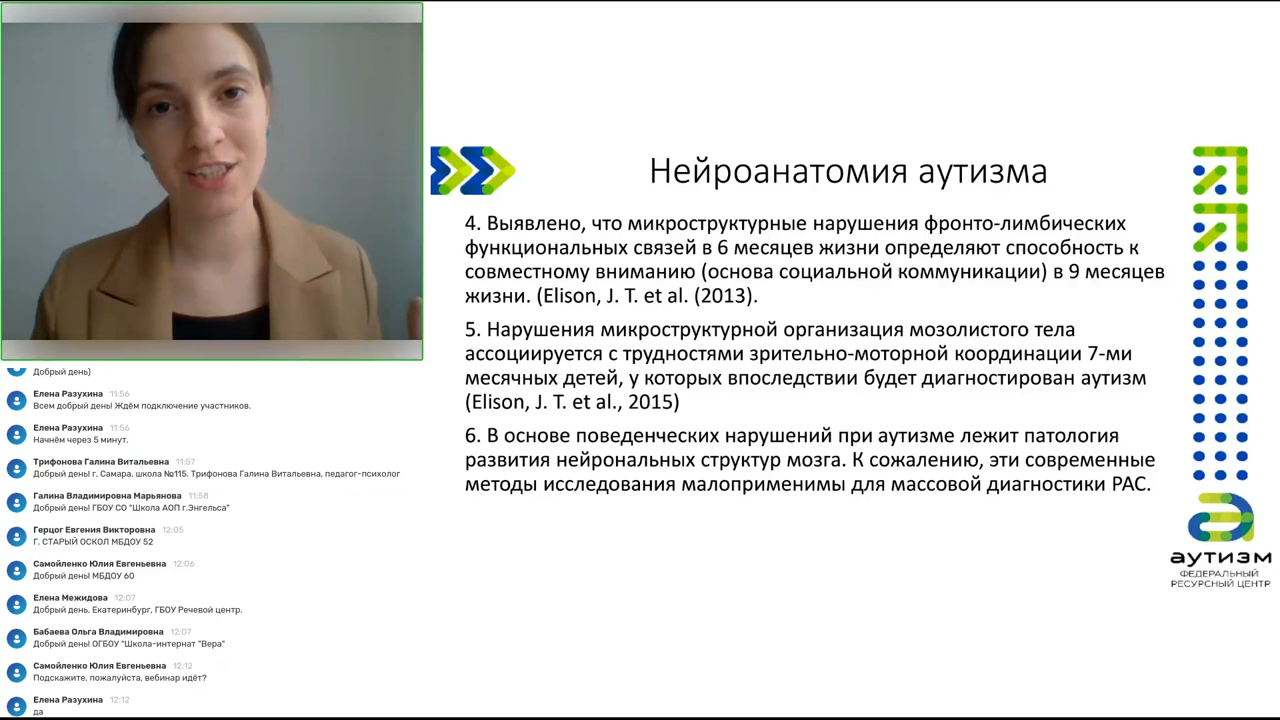 Нейроанатомия аутизма
4. Выявлено, что микроструктурные нарушения фронто-лимбических
функциональных связей в 6 месяцев жизни определяют способность к
совместному вниманию (основа социальной коммуникации) в 9 месяцев
жизни. (Elison, J. T. et al. (2013).
5. Нарушения микроструктурной организация мозолистого тела
ассоциируется с трудностями зрительно-моторной координации 7-ми
месячных детей, у которых впоследствии будет диагностирован аутизм
(Elison, J. T. et al., 2015)
6. В основе поведенческих нарушений при аутизме лежит патология
развития нейрональных структур мозга. К сожалению, эти современные
методы исследования малоприменимы для массовой диагностики РАС.
аутизм
ФЕДЕРАЛЬНЫЙ
РЕСУРСНЫЙ ЦЕНТР
Добрый день)
Елена Разухина 11:56
Всем добрый день! Ждём подключение участников.
Елена Разухина 11:56
Начнём через 5 минут.
Трифонова Галина Витальевна 11:57
Добрый день! г. Самара. школа №115. Трифонова Галина Витальевна, педагог-психолог
Галина Владимировна Марьянова 11:58
Добрый день! ГБОУ СО "Школа АОП г.Энгельса"
Герцог Евгения Викторовна 12:05
Г. СТАРЫЙ ОСКОЛ МБДОУ 52
Самойленко Юлия Евгеньевна 12:06
Добрый день! МБДОУ 60
Елена Межидова 12:07
Добрый день. Екатеринбург, ГБОУ Речевой центр.
Бабаева Ольга Владимировна 12:07
Добрый день! ОГБОУ "Школа-интернат "Вера"
Самойленко Юлия Евгеньевна 12:12
Подскажите, пожалуйста, вебинар идёт?
Елена Разухина 12:12
да